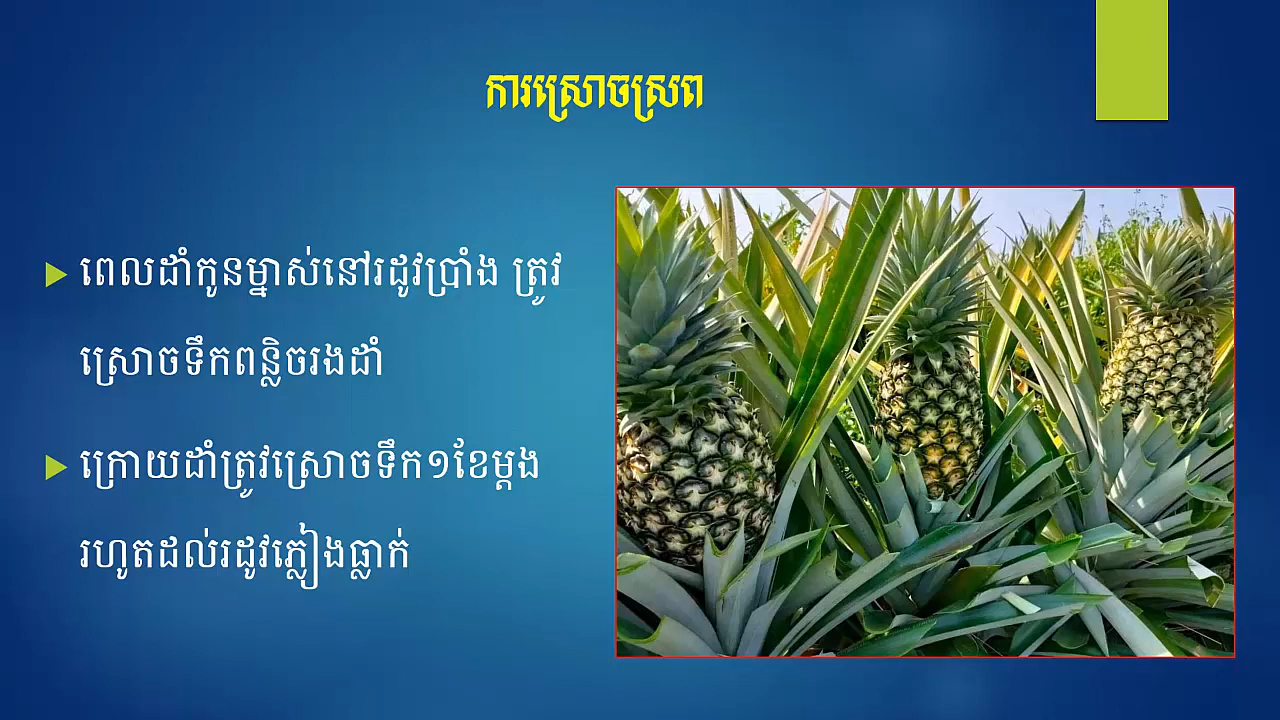 ការស្រោចស្រព
ពេលដាំកូនម្នាស់នៅរដូវប្រាំង ត្រូវ
ស្រោចទឹកពន្លិចរងដាំ
ក្រោយដាំត្រូវស្រោចទឹក១ខែម្តង
រហូតដល់រដូវភ្លៀងធ្លាក់